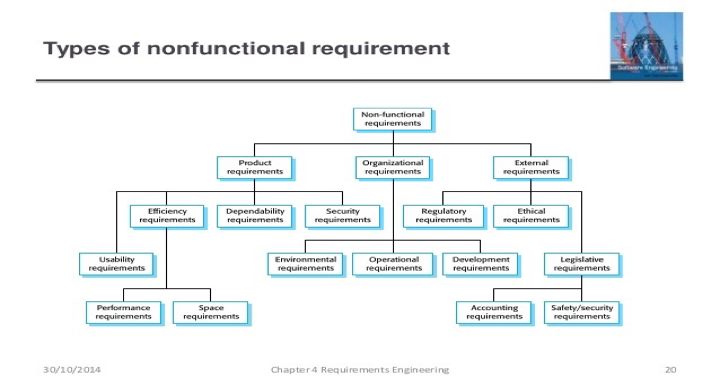 Types of nonfunctional requirement
Software Engineering
Non-functional
requirements
Product
requirements
Organizational
requirements
External
requirements
Efficiency
requirements
Dependability
requirements
Security
requirements
Regulatory
requirements
Ethical
requirements
Usability
requirements
Environmental
requirements
Operational
requirements
Development
requirements
Legislative
requirements
Performance
requirements
Space
requirements
Accounting
requirements
Safety/security
requirements
30/10/2014
Chapter 4 Requirements Engineering
20